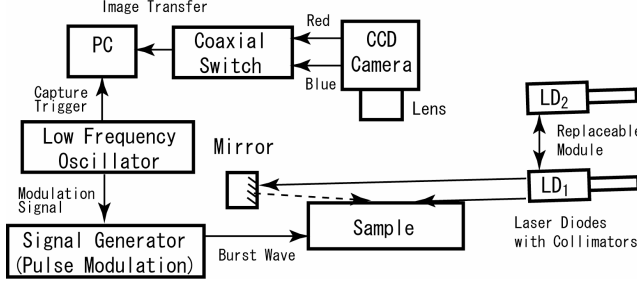 Image Transfer
PC
Coaxial
Switch
Red
Blue
CCD
Camera
Lens
Capture
Trigger
Low Frequency
Oscillator
Modulation
Signal
Signal Generator
(Pulse Modulation)
Burst Wave
Mirror
Sample
LD2
Replaceable
Module
LD1
Laser Diodes
with Collimators